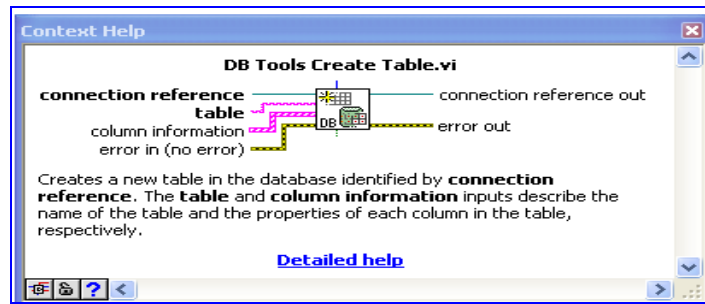 Context Help
DB Tools Create Table.vi
connection reference
connection reference out
table
DB
column information
error out
error in (no error)
Creates a new table in the database identified by connection
reference. The table and column information inputs describe the
name of the table and the properties of each column in the table,
respectively.
Detailed help
?